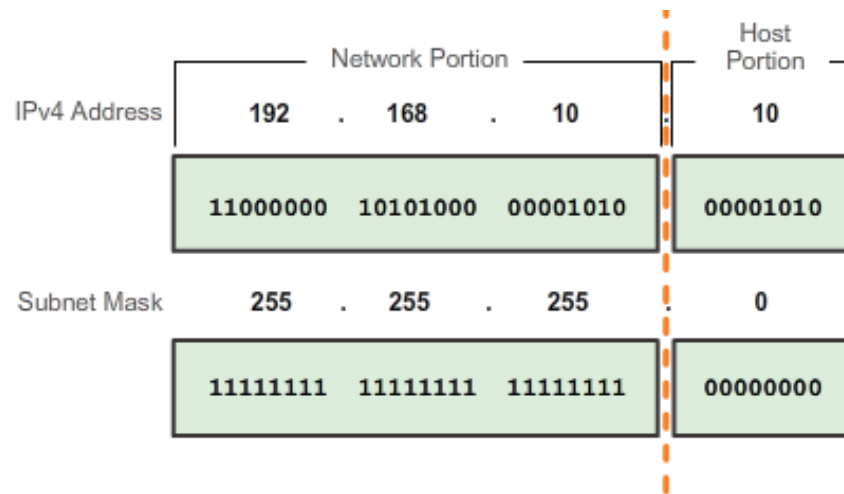 Network Portion
Host
Portion
IPv4 Address 192 . 168 . 10 . 10
11000000 10101000 00001010 00001010
Subnet Mask 255 . 255 . 255 . 0
11111111 11111111 11111111 00000000